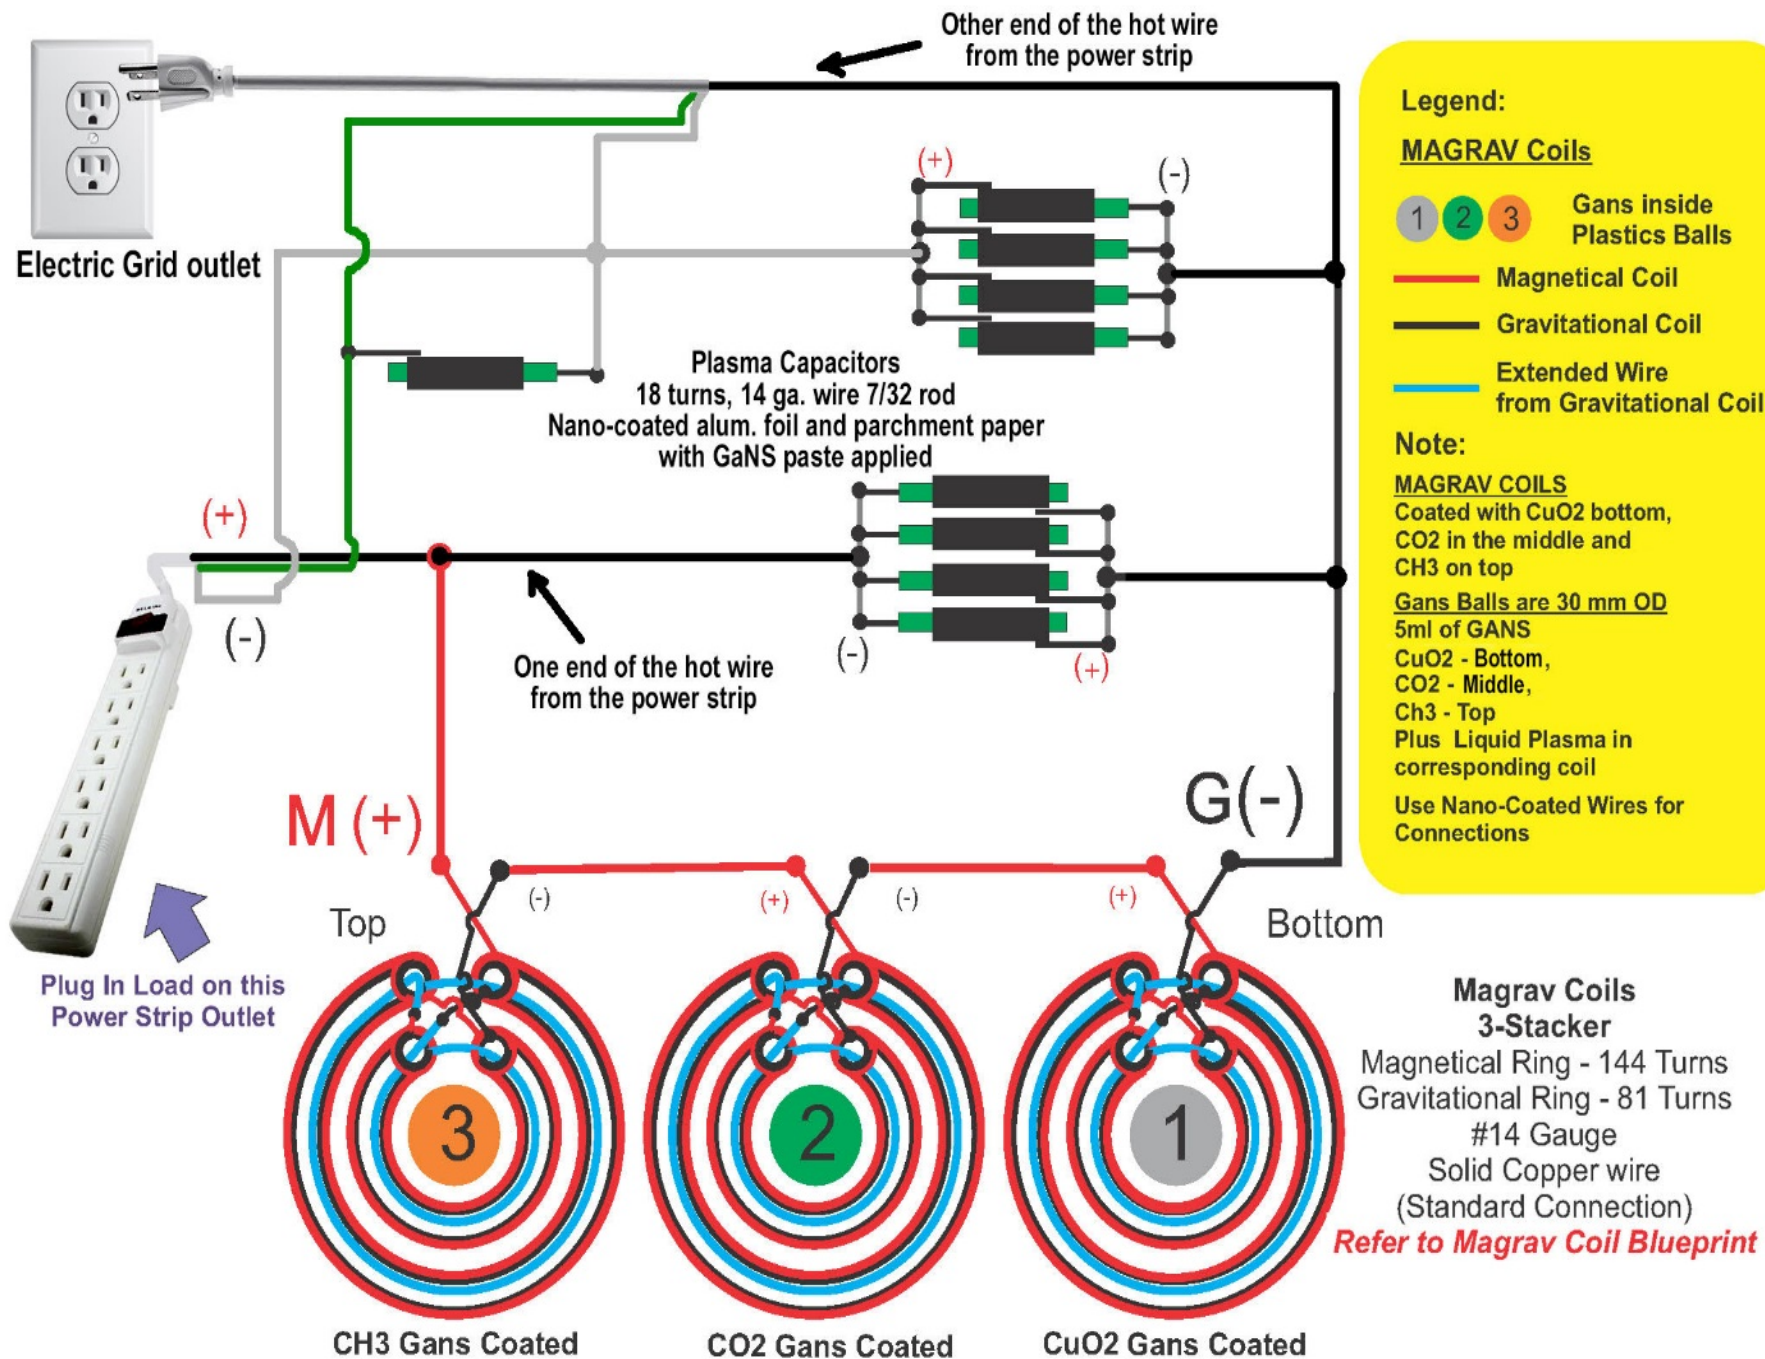 Other end of the hot wire
from the power strip
Electric Grid outlet
(+)
(-)
Plasma Capacitors
18 turns, 14 ga. wire 7/32 rod
Nano-coated alum. foil and parchment paper
with GaNS paste applied
(+)
(-)
(-)
(+)
One end of the hot wire
from the power strip
M (+)
G(-)
(-)
(+)
(-)
(+)
Top
Bottom
Plug In Load on this
Power Strip Outlet
3
2
1
CH3 Gans Coated
CO2 Gans Coated
CuO2 Gans Coated
Legend:
MAGRAV Coils
1 2 3
Gans inside
Plastics Balls
Magnetical Coil
Gravitational Coil
Extended Wire
from Gravitational Coil
Note:
MAGRAV COILS
Coated with CuO2 bottom,
CO2 in the middle and
CH3 on top
Gans Balls are 30 mm OD
5ml of GANS
CuO2 - Bottom,
CO2 - Middle,
Ch3 - Top
Plus Liquid Plasma in
corresponding coil
Use Nano-Coated Wires for
Connections
Magrav Coils
3-Stacker
Magnetical Ring - 144 Turns
Gravitational Ring - 81 Turns
#14 Gauge
Solid Copper wire
(Standard Connection)
Refer to Magrav Coil Blueprint